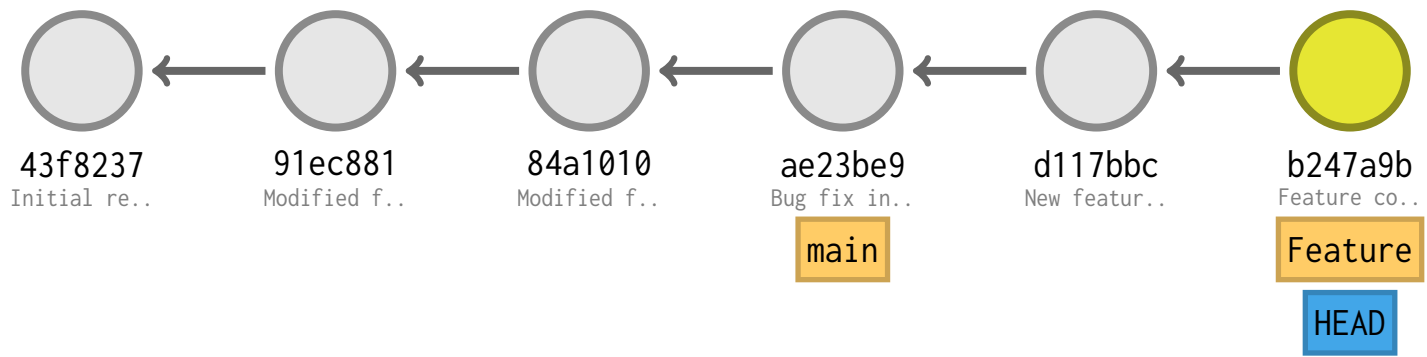 43f8237 91ec881 84a1010 ae23be9 d117bbc b247a9b
Initial re.. Modified f.. Modified f.. Bug fix in.. New featur.. Feature co..
main Feature
HEAD